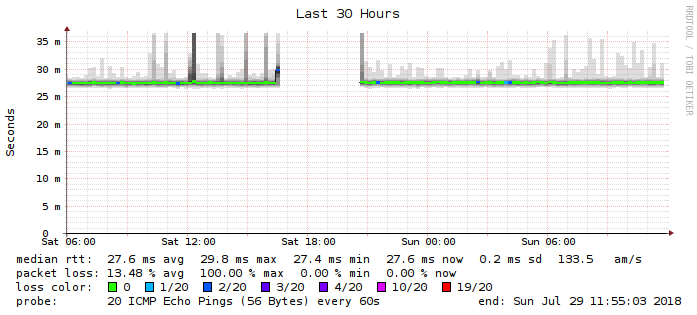 Last 30 Hours
RRDTOOL / TOBI OETIKER
Seconds
35 m
30 m
25 m
20 m
15 m
10 m
5 m
0
Sat 06:00 Sat 12:00 Sat 18:00 Sun 00:00 Sun 06:00
median rtt: 27.6 ms avg 29.8 ms max 27.4 ms min 27.6 ms now 0.2 ms sd 133.5 am/s
packet loss: 13.48 % avg 100.00 % max 0.00 % min 0.00 % now
loss color: 0 1/20 2/20 3/20 4/20 10/20 19/20
probe: 20 ICMP Echo Pings (56 Bytes) every 60s end: Sun Jul 29 11:55:03 2018